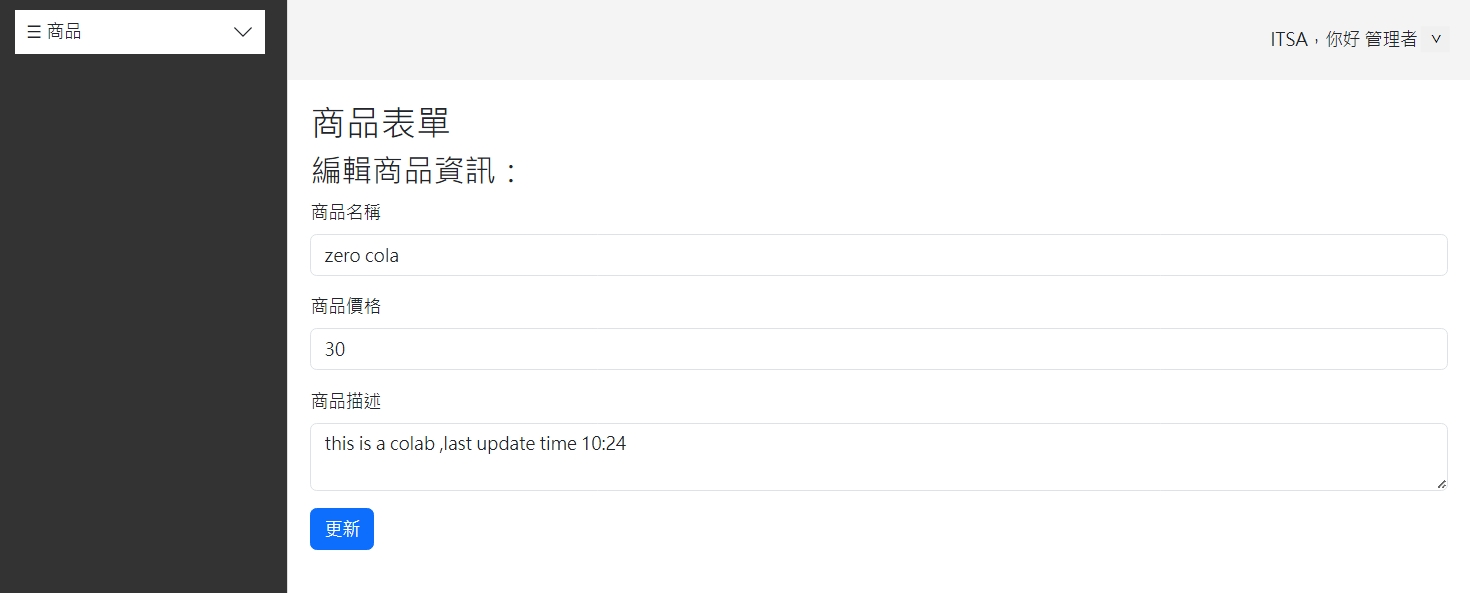 ☰ 商品
ITSA，你好 管理者 ˅
商品表單
編輯商品資訊：
商品名稱
zero cola
商品價格
30
商品描述
this is a colab ,last update time 10:24
更新